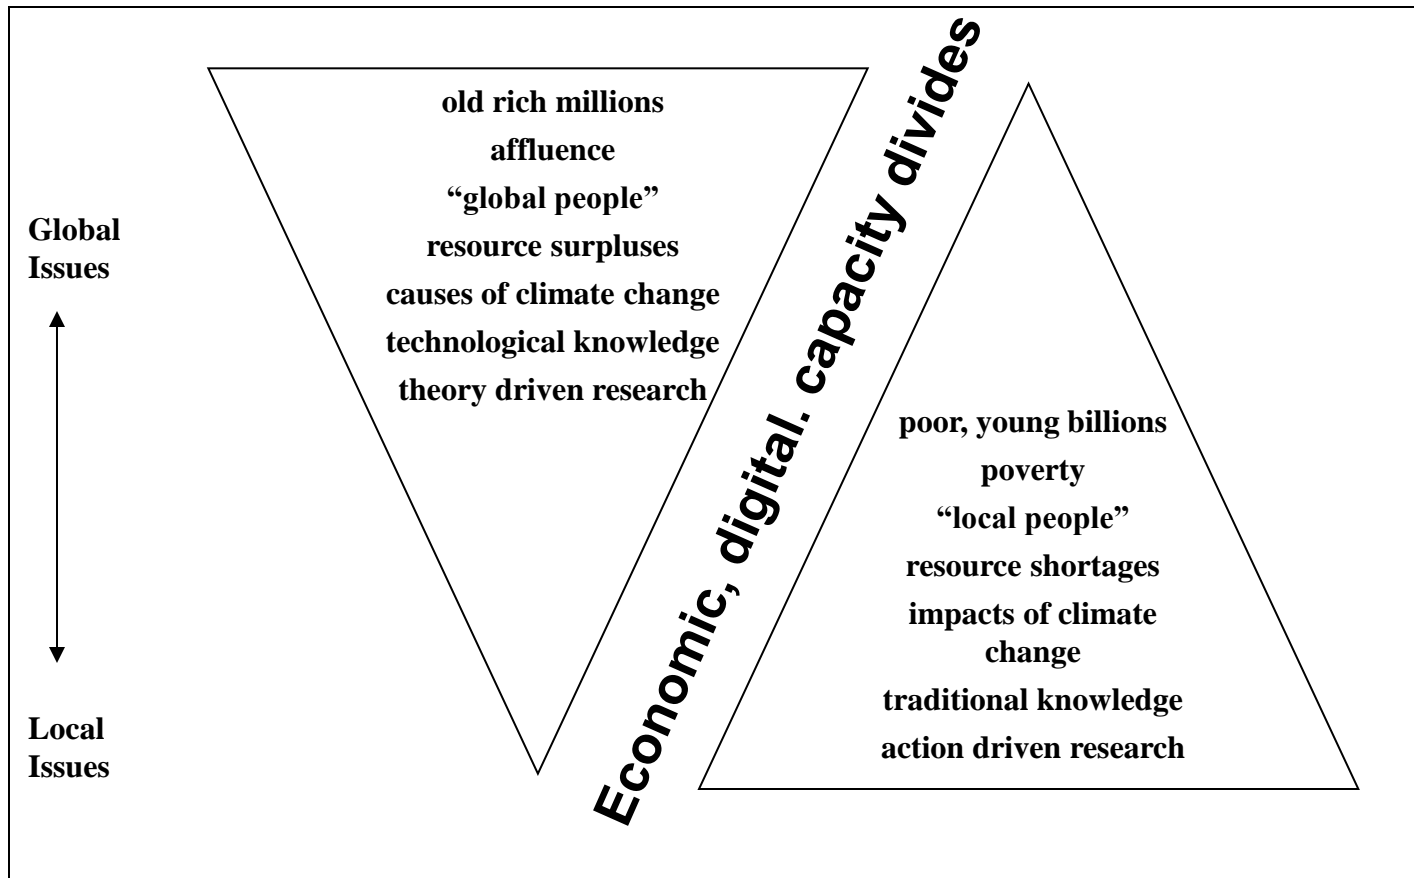 Global
Issues
Local
Issues
old rich millions
affluence
“global people”
resource surpluses
causes of climate change
technological knowledge
theory driven research
Economic, digital. capacity divides
poor, young billions
poverty
“local people”
resource shortages
impacts of climate
change
traditional knowledge
action driven research